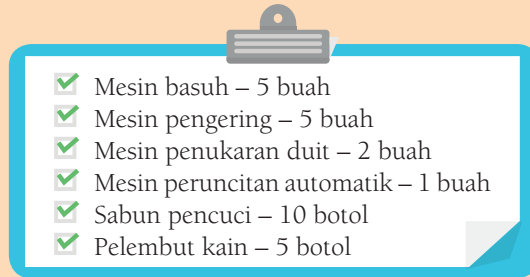 Mesin basuh – 5 buah
Mesin pengering – 5 buah
Mesin penukaran duit – 2 buah
Mesin peruncitan automatik – 1 buah
Sabun pencuci – 10 botol
Pelembut kain – 5 botol